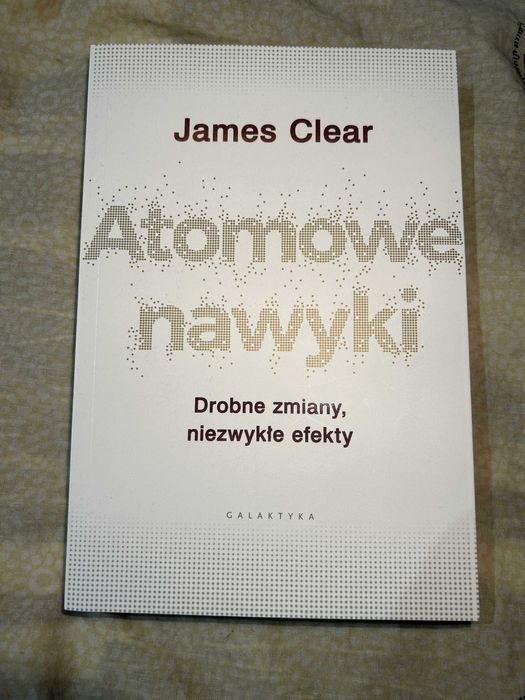 James Clear
Atomowe
nawyki
Drobne zmiany,
niezwykłe efekty
GALAKTYKA